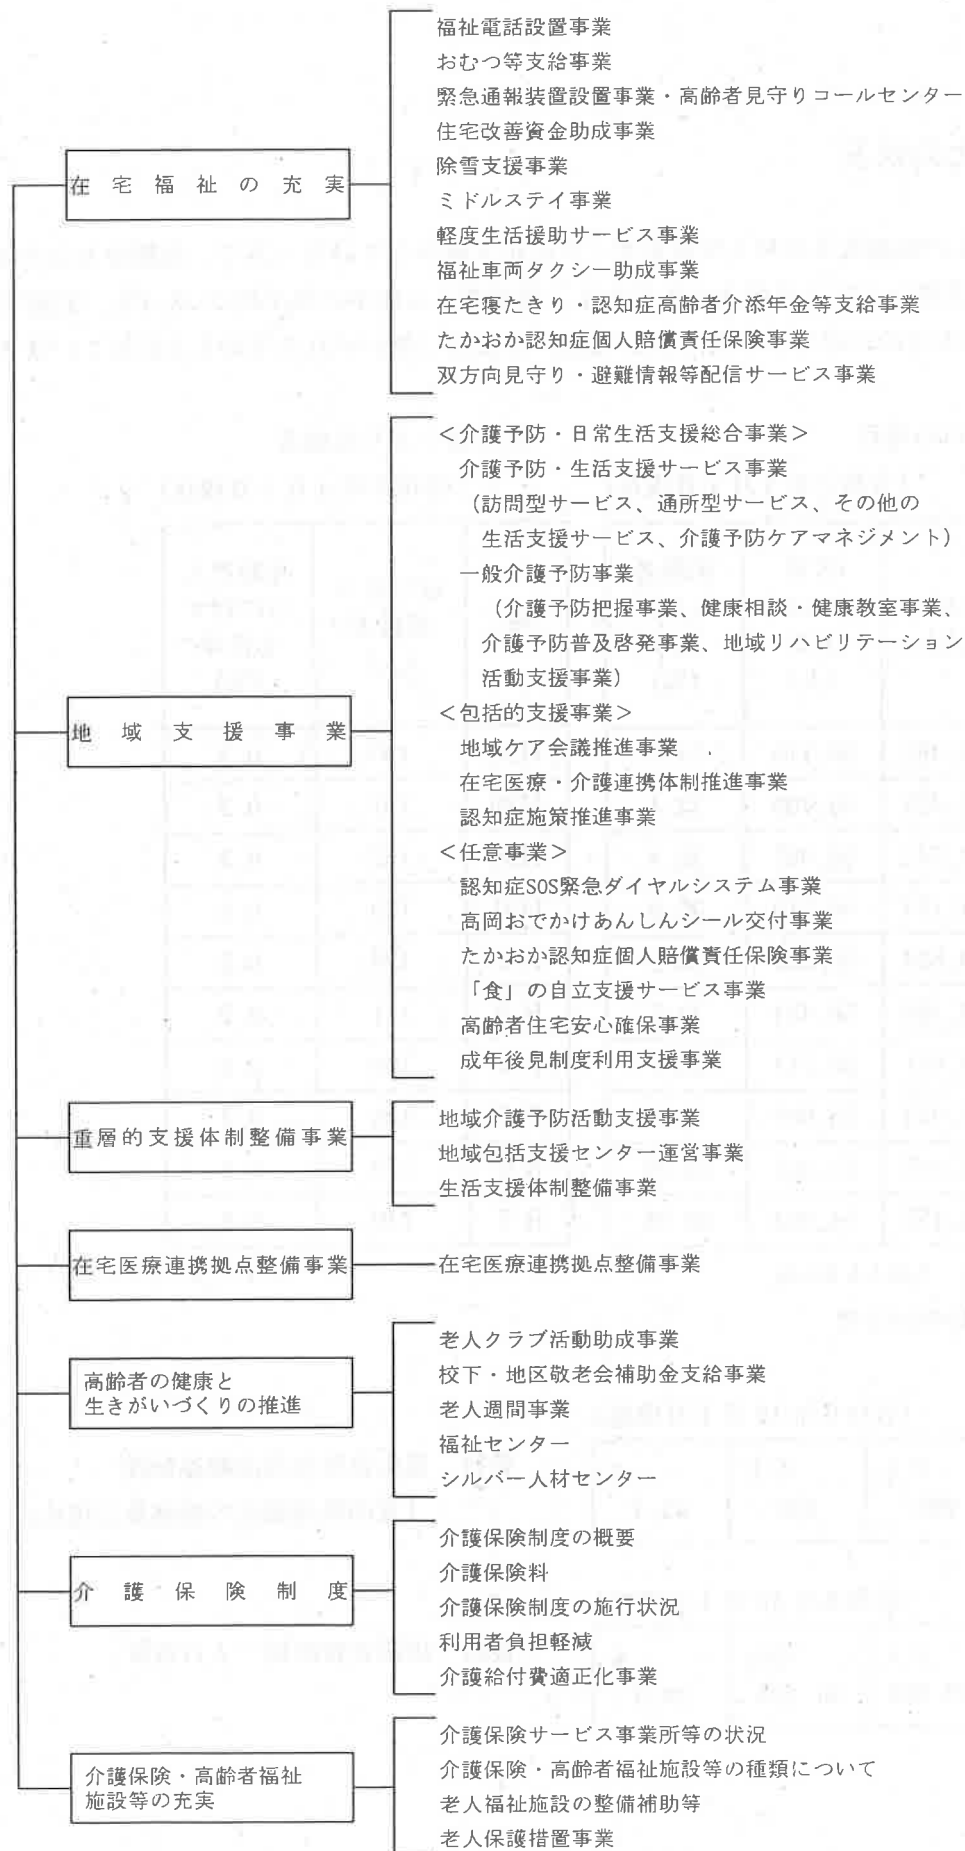 在宅福祉の充実
福祉電話設置事業
おむつ等支給事業
緊急通報装置設置事業・高齢者見守りコールセンター
住宅改善資金助成事業
除雪支援事業
ミドルステイ事業
軽度生活援助サービス事業
福祉車両タクシー助成事業
在宅寝たきり・認知症高齢者介添年金等支給事業
たかおか認知症個人賠償責任保険事業
双方向見守り・避難情報等配信サービス事業
地域支援事業
＜介護予防・日常生活支援総合事業＞
介護予防・生活支援サービス事業
（訪問型サービス、通所型サービス、その他の
生活支援サービス、介護予防ケアマネジメント）
一般介護予防事業
（介護予防把握事業、健康相談・健康教室事業、
介護予防普及啓発事業、地域リハビリテーション
活動支援事業）
＜包括的支援事業＞
地域ケア会議推進事業
在宅医療・介護連携体制推進事業
認知症施策推進事業
＜任意事業＞
認知症SOS緊急ダイヤルシステム事業
高岡おでかけあんしんシール交付事業
たかおか認知症個人賠償責任保険事業
「食」の自立支援サービス事業
高齢者住宅安心確保事業
成年後見制度利用支援事業
重層的支援体制整備事業
地域介護予防活動支援事業
地域包括支援センター運営事業
生活支援体制整備事業
在宅医療連携拠点整備事業
在宅医療連携拠点整備事業
高齢者の健康と
生きがいづくりの推進
老人クラブ活動助成事業
校下・地区敬老会補助金支給事業
老人週間事業
福祉センター
シルバー人材センター
介護保険制度
介護保険制度の概要
介護保険料
介護保険制度の施行状況
利用者負担軽減
介護給付費適正化事業
介護保険・高齢者福祉
施設等の充実
介護保険サービス事業所等の状況
介護保険・高齢者福祉施設等の種類について
老人福祉施設の整備補助等
老人保護措置事業